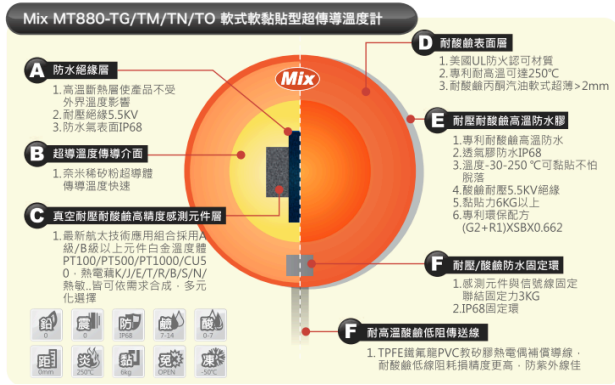 Mix MT880-TG/TM/TN/TO 軟式軟黏貼型超傳導溫度計
A 防水絕緣層
1.高溫斷熱層使產品不受
外界溫度影響
2.耐壓絕緣5.5KV
3.防水氣表面IP68
B 超導溫度傳導介面
1.奈米稀矽粉超導體
傳導溫度快速
C 真空耐壓耐酸鹼高精度感測元件層
1.最新航太技術應用組合採用A
級/B級以上元件白金溫度體
PT100/PT500/PT1000/CU5
0，熱電藕K/J/E/T/R/B/S/N/
熱敏..皆可依需求合成，多元
化選擇
Mix
D 耐酸鹼表面層
1.美國UL防火認可材質
2.專利耐高溫可達250℃
3.耐酸鹼丙酮汽油軟式超薄>2mm
E 耐壓耐酸鹼高溫防水膠
1.專利耐酸鹼高溫防水
2.透氣膠防水IP68
3.溫度-30-250 ℃可黏貼不怕
脫落
4.酸鹼耐壓5.5KV絕緣
5.黏貼力6KG以上
6.專利環保配方
(G2+R1)XSBX0.662
F 耐壓/酸鹼防水固定環
1.感測元件與信號線固定
聯結固定力3KG
2.IP68固定環
F 耐高溫酸鹼低阻傳送線
1.TPFE鐵氟龍PVC教矽膠熱電偶補償導線，
耐酸鹼低線阻耗損精度更高，防紫外線佳
鉛 震 防 鹼 酸
0 0 IP68 7-14 0-7
距 炎 黏 免 凍
0mm 250℃ 6kg OPEN -50℃